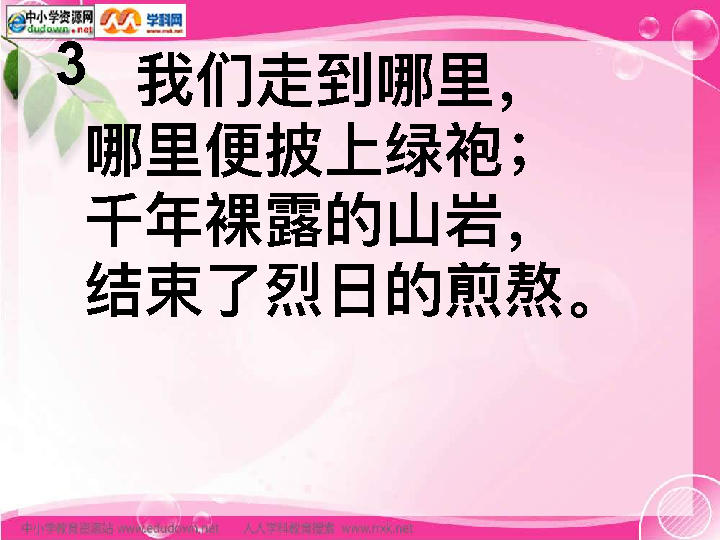 中小学资源网
edudown.net
学科网
www.nrxk.net
3
我们走到哪里，
哪里便披上绿袍；
千年裸露的山岩，
结束了烈日的煎熬。
中小学教育资源站 www.edudown.net 人人学科教育搜索 www.nrxk.net